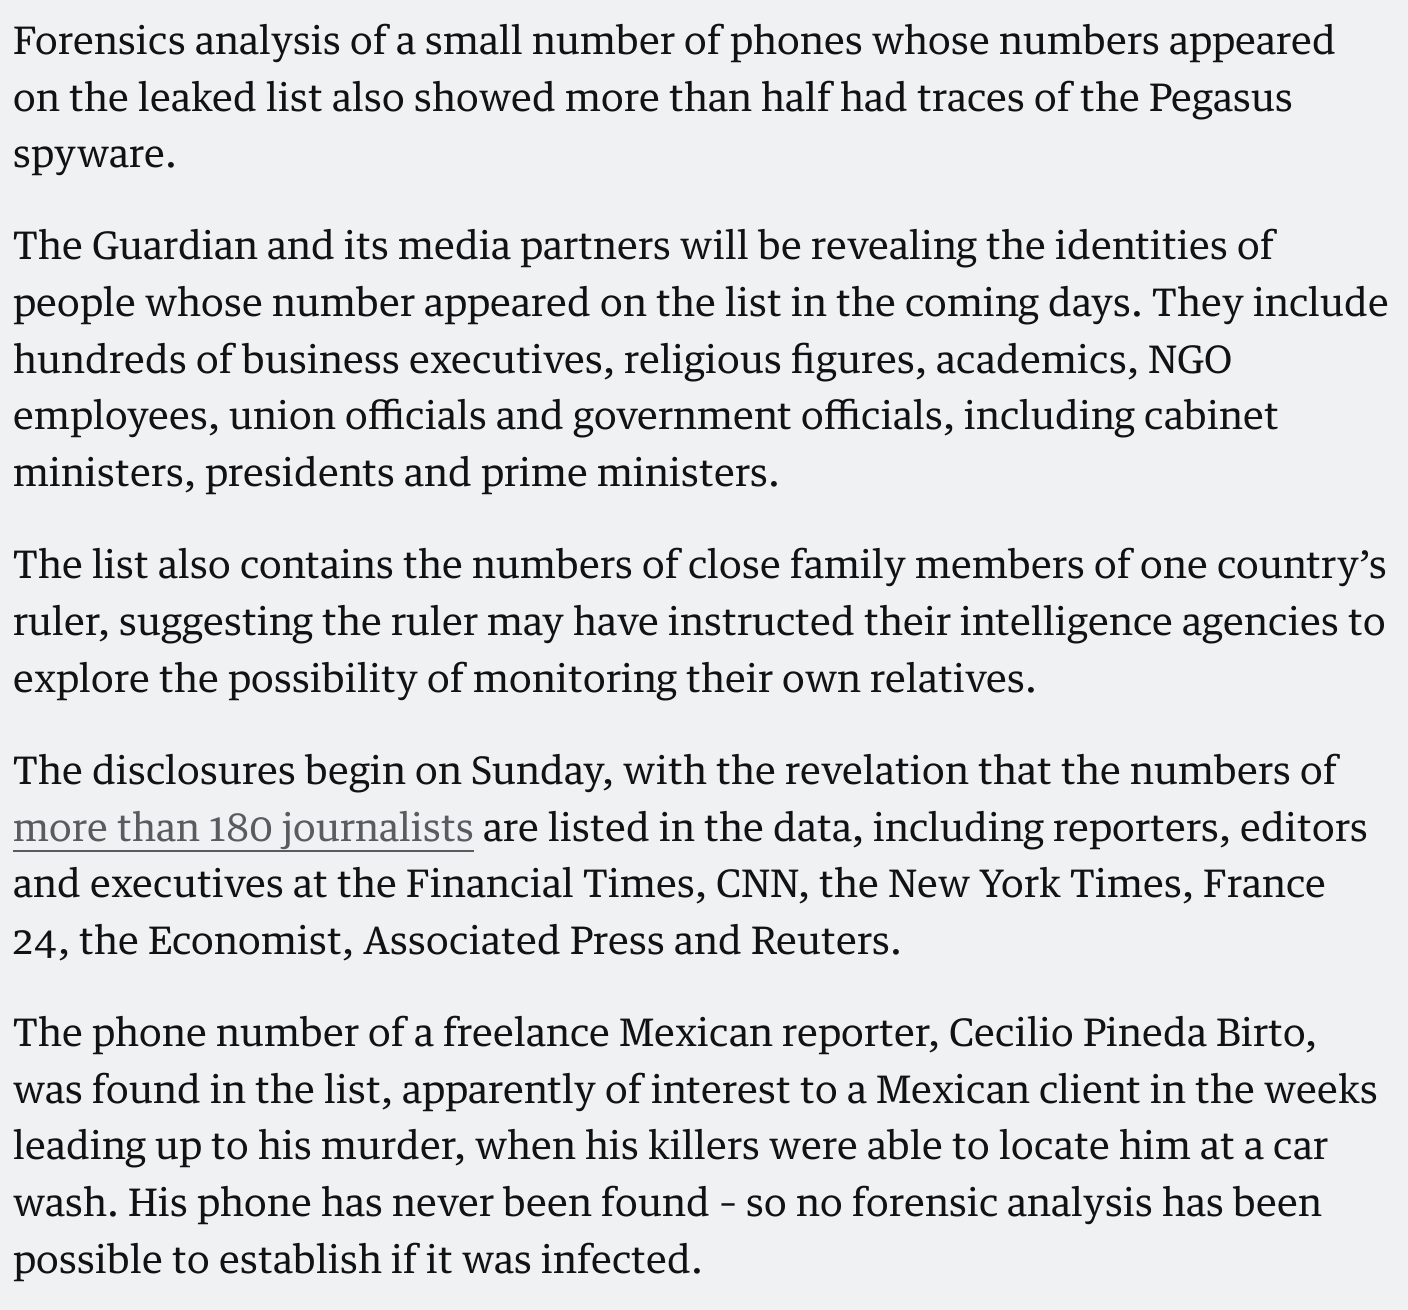 Forensics analysis of a small number of phones whose numbers appeared
on the leaked list also showed more than half had traces of the Pegasus
spyware.
The Guardian and its media partners will be revealing the identities of
people whose number appeared on the list in the coming days. They include
hundreds of business executives, religious figures, academics, NGO
employees, union officials and government officials, including cabinet
ministers, presidents and prime ministers.
The list also contains the numbers of close family members of one country’s
ruler, suggesting the ruler may have instructed their intelligence agencies to
explore the possibility of monitoring their own relatives.
The disclosures begin on Sunday, with the revelation that the numbers of
more than 180 journalists are listed in the data, including reporters, editors
and executives at the Financial Times, CNN, the New York Times, France
24, the Economist, Associated Press and Reuters.
The phone number of a freelance Mexican reporter, Cecilio Pineda Birto,
was found in the list, apparently of interest to a Mexican client in the weeks
leading up to his murder, when his killers were able to locate him at a car
wash. His phone has never been found – so no forensic analysis has been
possible to establish if it was infected.